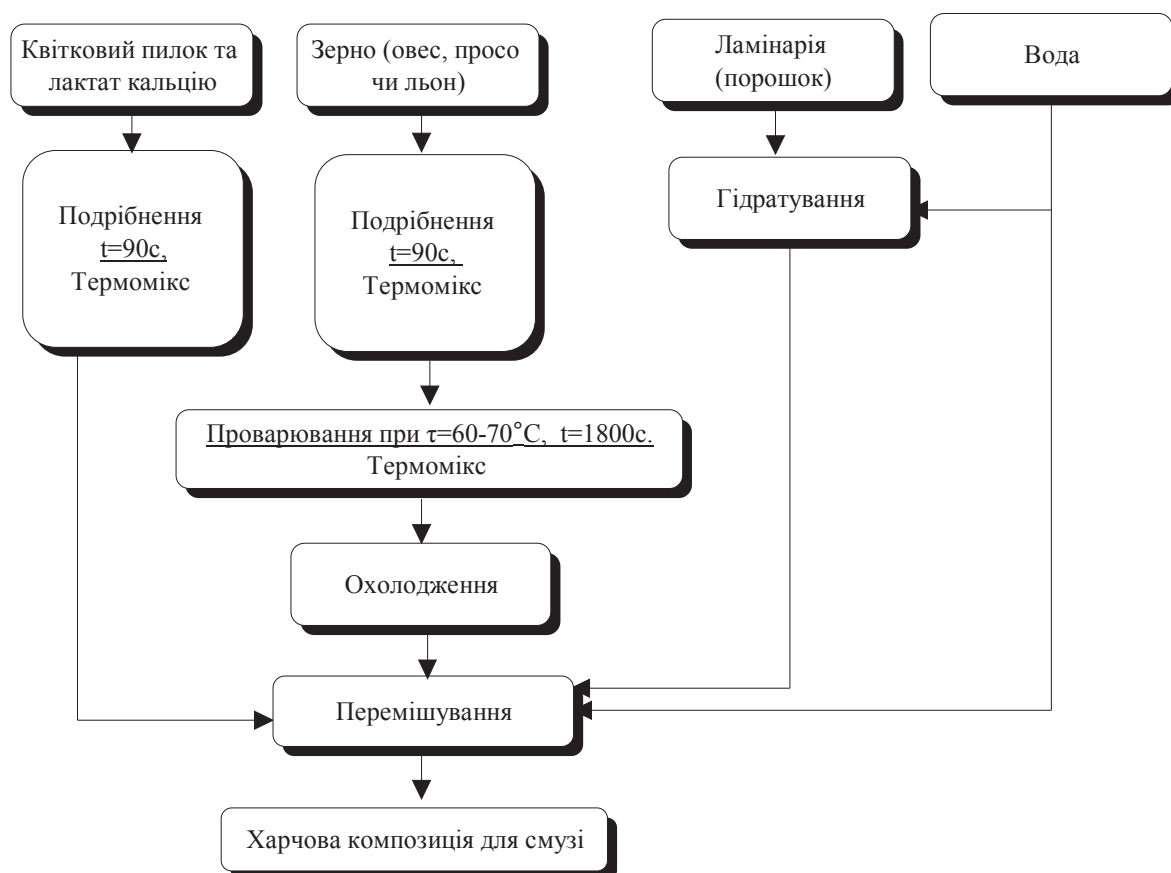 Квітковий пилок та
лактат кальцію
Зерно (овес, просо
чи льон)
Ламінарія
(порошок)
Вода
Подрібнення
t=90с,
Термомікс
Подрібнення
t=90с,
Термомікс
Гідратування
Проварювання при τ=60-70°С, t=1800с.
Термомікс
Охолодження
Перемішування
Харчова композиція для смузі